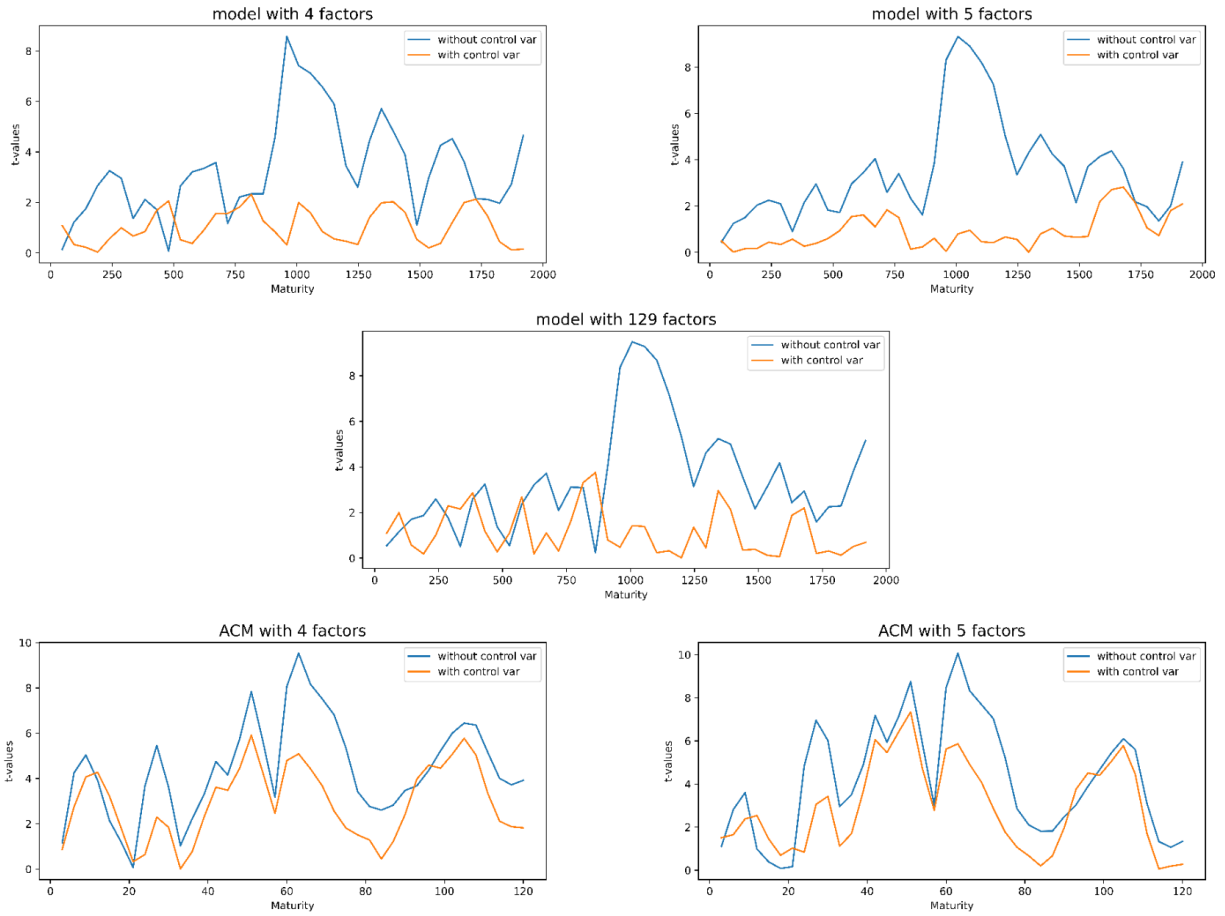 model with 4 factors
without control var
with control var
t-values
8
6
4
2
0
0
250
500
750
1000
1250
1500
1750
2000
Maturity
model with 5 factors
without control var
with control var
t-values
8
6
4
2
0
0
250
500
750
1000
1250
1500
1750
2000
Maturity
model with 129 factors
without control var
with control var
t-values
8
6
4
2
0
0
250
500
750
1000
1250
1500
1750
2000
Maturity
ACM with 4 factors
without control var
with control var
t-values
10
8
6
4
2
0
0
20
40
60
80
100
120
Maturity
ACM with 5 factors
without control var
with control var
t-values
10
8
6
4
2
0
0
20
40
60
80
100
120
Maturity